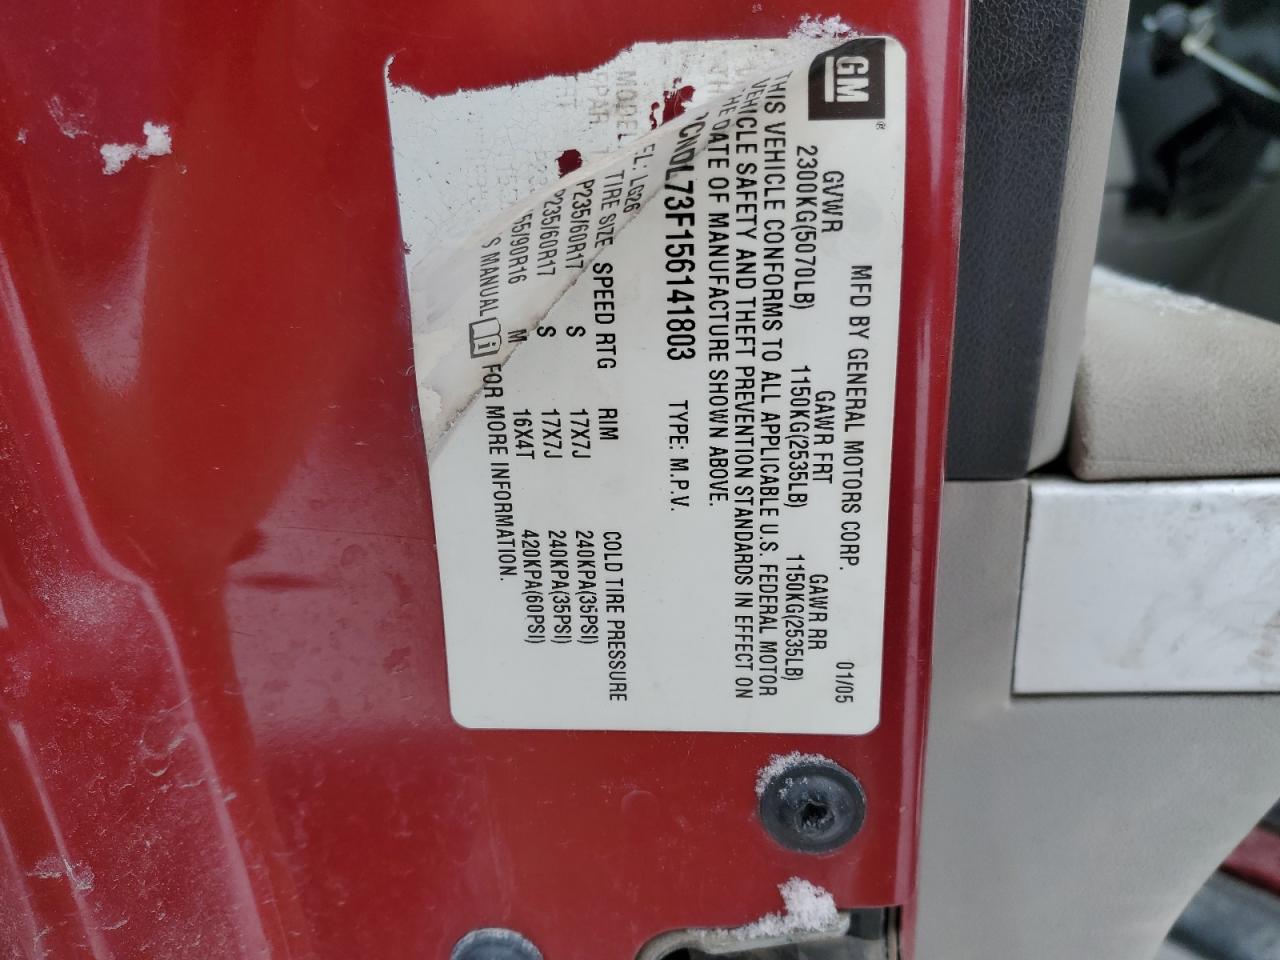 GM
MFD BY GENERAL MOTORS CORP. 01/05
GVWR GAWR FRT GAWR RR
2300KG(5070LB) 1150KG(2535LB) 1150KG(2535LB)
THIS VEHICLE CONFORMS TO ALL APPLICABLE U.S. FEDERAL MOTOR
VEHICLE SAFETY AND THEFT PREVENTION STANDARDS IN EFFECT ON
THE DATE OF MANUFACTURE SHOWN ABOVE.
CNDL73F156141803 TYPE: M.P.V.
MODEL: LG26
TIRE SIZE SPEED RTG RIM COLD TIRE PRESSURE
P235/60R17 S 17X7J 240KPA(35PSI)
P235/60R17 S 17X7J 240KPA(35PSI)
55/90R16 M 16X4T 420KPA(60PSI)
S MANUAL FOR MORE INFORMATION.